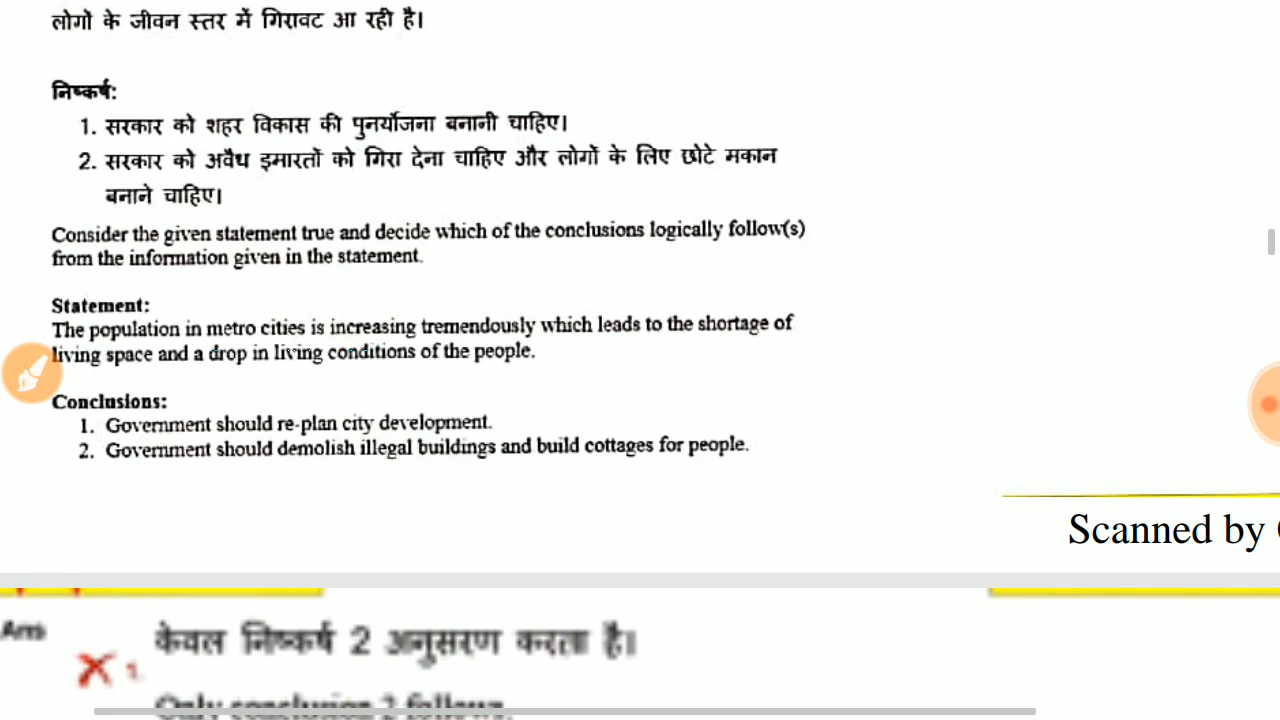 लोगों के जीवन स्तर में गिरावट आ रही है।
निष्कर्ष:
1. सरकार को शहर विकास की पुनर्योजना बनानी चाहिए।
2. सरकार को अवैध इमारतों को गिरा देना चाहिए और लोगों के लिए छोटे मकान
बनाने चाहिए।
Consider the given statement true and decide which of the conclusions logically follow(s)
from the information given in the statement.
Statement:
The population in metro cities is increasing tremendously which leads to the shortage of
living space and a drop in living conditions of the people.
Conclusions:
1. Government should re-plan city development.
2. Government should demolish illegal buildings and build cottages for people.
Scanned by
Ans
केवल निष्कर्ष 2 अनुसरण करता है।
1.
Only conclusion 2 follows.